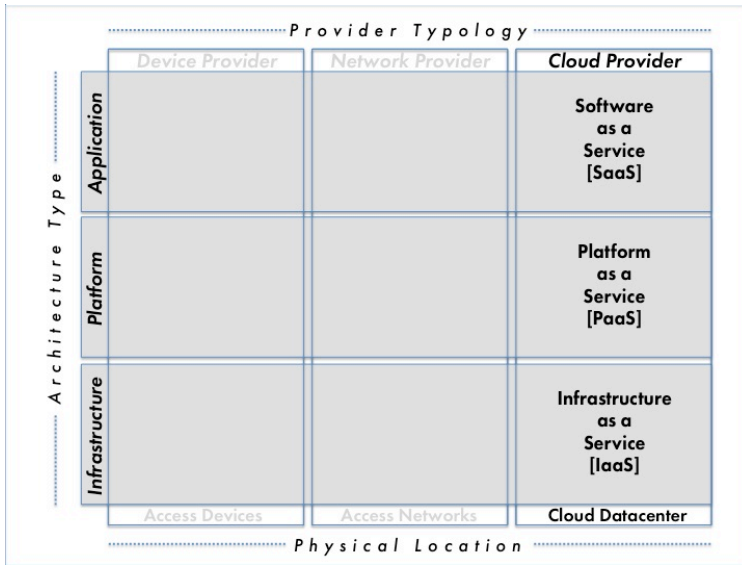 Provider Typology
Device Provider
Network Provider
Cloud Provider
Architecture Type
Application
Software
as a
Service
[SaaS]
Platform
Platform
as a
Service
[PaaS]
Infrastructure
Infrastructure
as a
Service
[IaaS]
Access Devices
Access Networks
Cloud Datacenter
Physical Location